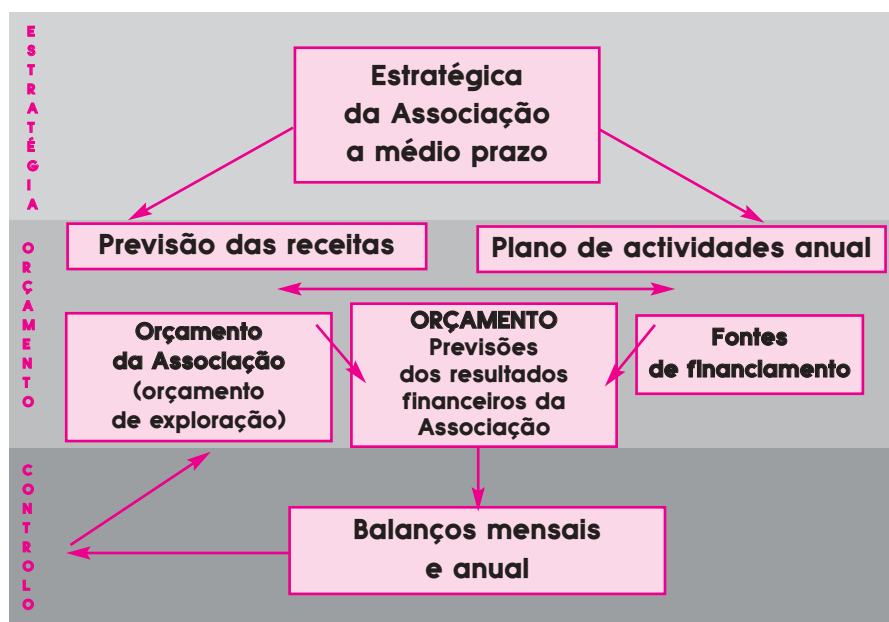 ESTRATÉGIA
Estratégica
da Associação
a médio prazo
ORÇAMENTO
Previsão das receitas
Plano de actividades anual
Orçamento
da Associação
(orçamento
de exploração)
ORÇAMENTO
Previsões
dos resultados
financeiros da
Associação
Fontes
de financiamento
CONTROLO
Balanços mensais
e anual